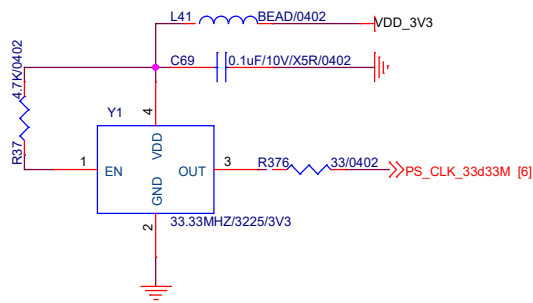 L41 BEAD/0402 VDD_3V3
C69 0.1uF/10V/X5R/0402
4.7K/0402
R37
Y1
4
VDD
1 EN OUT 3 R376 33/0402 PS_CLK_33d33M [6]
GND
2 33.33MHZ/3225/3V3